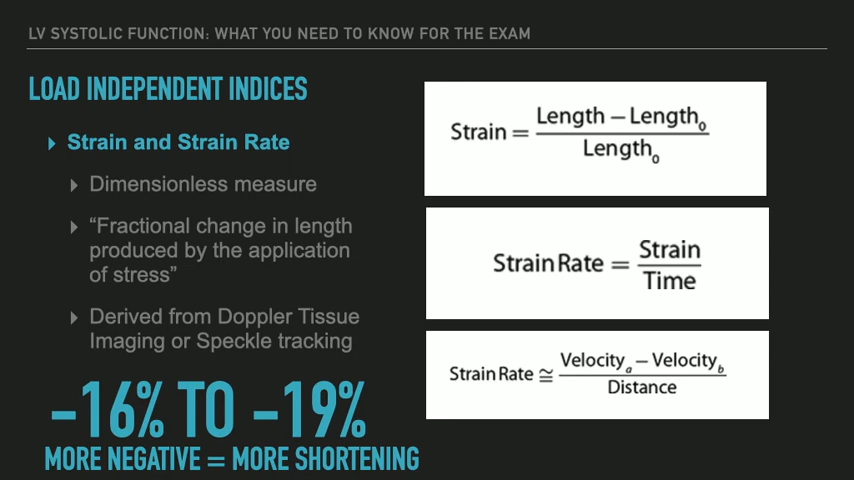 LV SYSTOLIC FUNCTION: WHAT YOU NEED TO KNOW FOR THE EXAM
LOAD INDEPENDENT INDICES
Strain and Strain Rate
Dimensionless measure
“Fractional change in length
produced by the application
of stress”
Derived from Doppler Tissue
Imaging or Speckle tracking
-16% TO -19%
MORE NEGATIVE = MORE SHORTENING
Strain = (Length – Length₀) / Length₀
Strain Rate = Strain / Time
Strain Rate ≅ (Velocityₐ – Velocity_b) / Distance